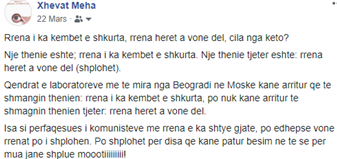 Xhevat Meha
22 Mars ·
Rrena i ka kembet e shkurta, rrena heret a vone del, cila nga keto?
Nje thenie eshte; rrena i ka kembet e shkurta. Nje thenie tjeter eshte: rrena
heret a vone del (shplohet).
Qendrat e laboratoreve me te mira nga Beogradi ne Moske kane arritur qe te
shmangin thenien: rrena i ka kembet e shkurta, po nuk kane arritur te
shmangin thenien tjeter: rrena heret a vone del.
Isa si perfaqesues i komunisteve me rrena e ka shtye gjate, po edhepse vone
rrenat po i shplohen. Po shplohet per disa qe kane patur besim ne te se per
mua jane shplue moootiiiiiiiii!